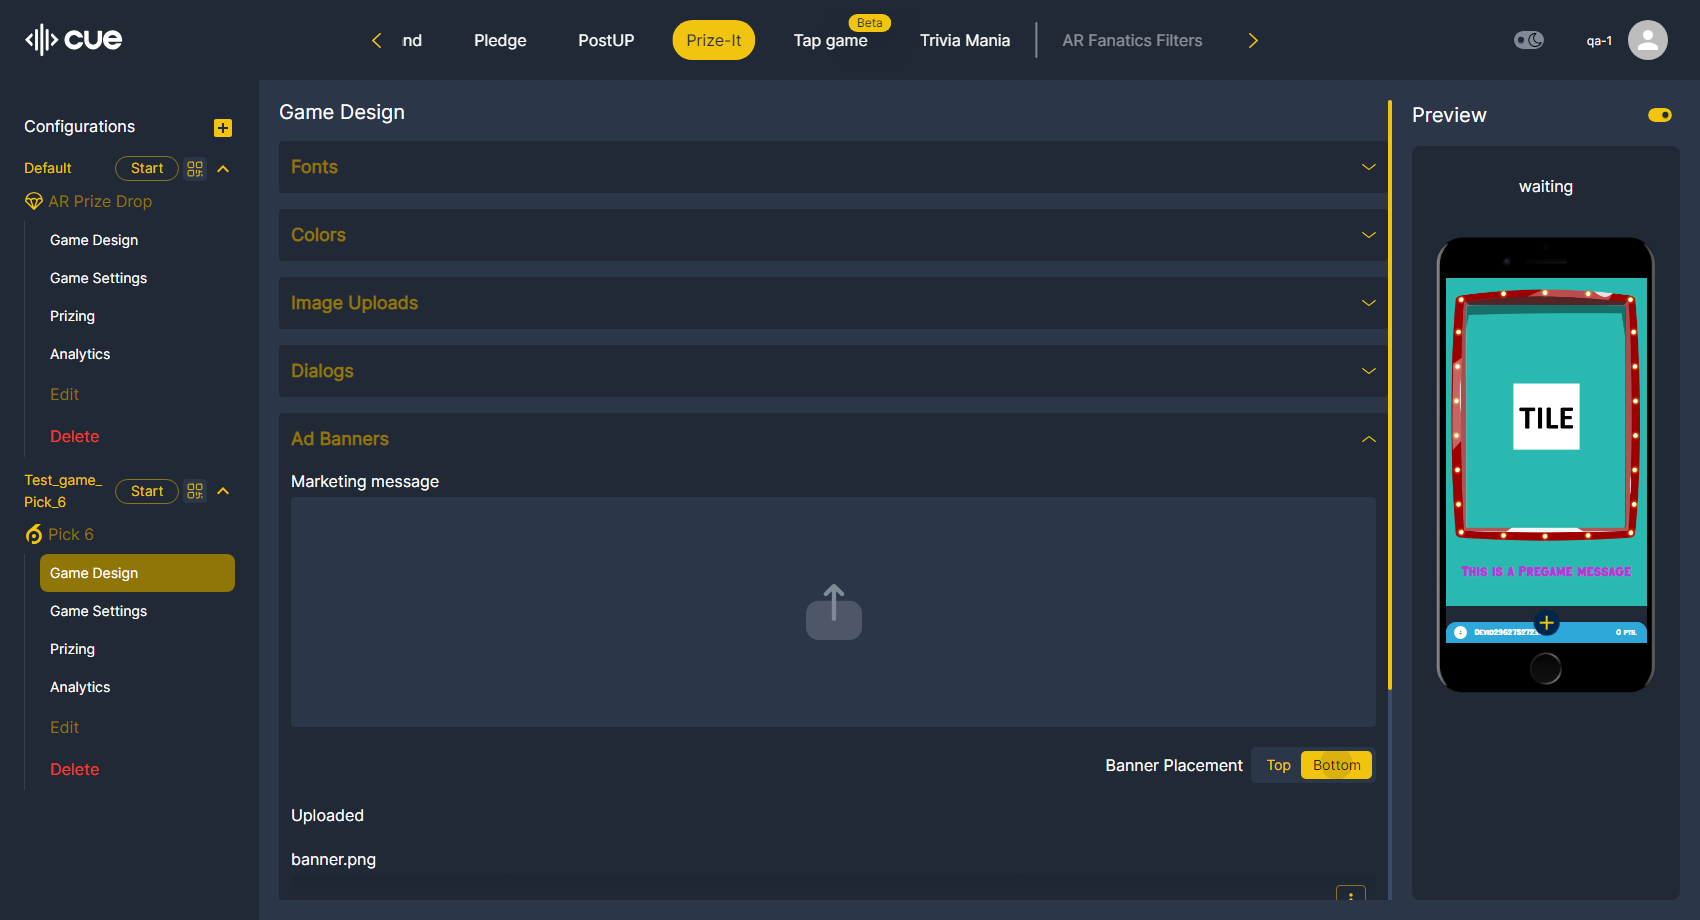 cue
nd
Pledge
PostUP
Prize-It
Beta
Tap game
Trivia Mania
AR Fanatics Filters
qa-1
Configurations
Default
Start
AR Prize Drop
Game Design
Game Settings
Prizing
Analytics
Edit
Delete
Test_game_
Pick_6
Start
Pick 6
Game Design
Game Settings
Prizing
Analytics
Edit
Delete
Game Design
Fonts
Colors
Image Uploads
Dialogs
Ad Banners
Marketing message
Banner Placement
Top
Bottom
Uploaded
banner.png
Preview
waiting
TILE
This is a Pregame message
0 pts.